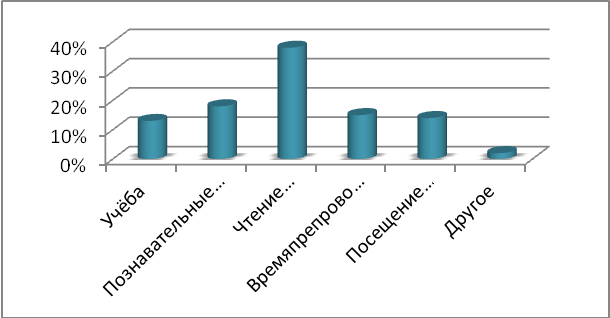 40%
30%
20%
10%
0%
Учёба
Познавательные...
Чтение...
Времяпрепрово...
Посещение...
Другое